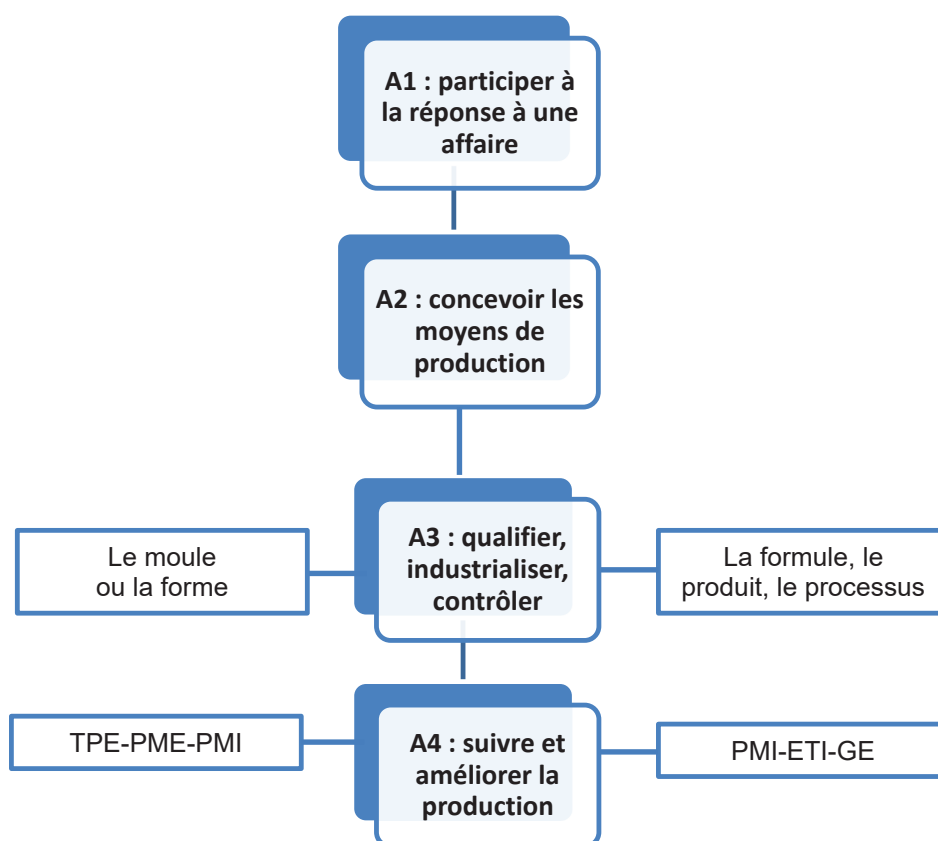 A1 : participer à
la réponse à une
affaire
A2 : concevoir les
moyens de
production
Le moule
ou la forme
A3 : qualifier,
industrialiser,
contrôler
La formule, le
produit, le processus
TPE-PME-PMI
A4 : suivre et
améliorer la
production
PMI-ETI-GE